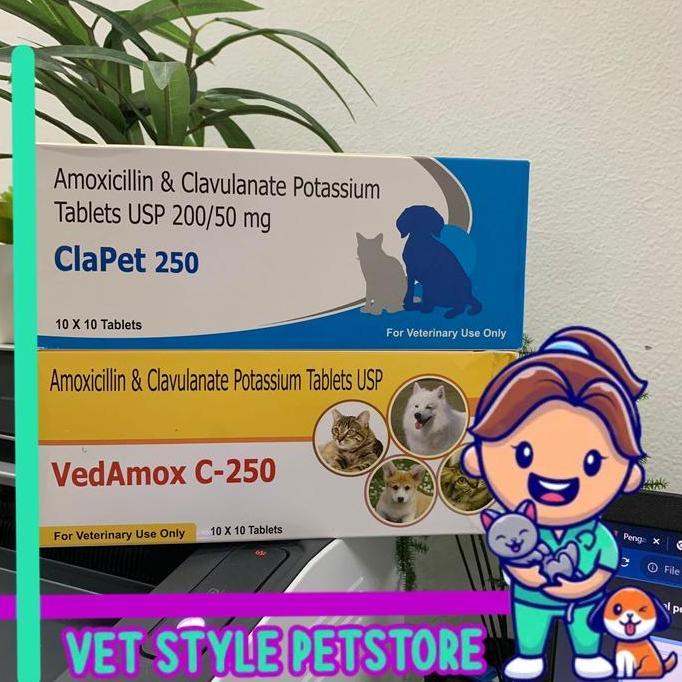 Amoxicillin & Clavulanate Potassium
Tablets USP 200/50 mg
ClaPet 250
10 X 10 Tablets
For Veterinary Use Only
Amoxicillin & Clavulanate Potassium Tablets USP
VedAmox C-250
For Veterinary Use Only
10 X 10 Tablets
File
VET STYLE PETSTORE